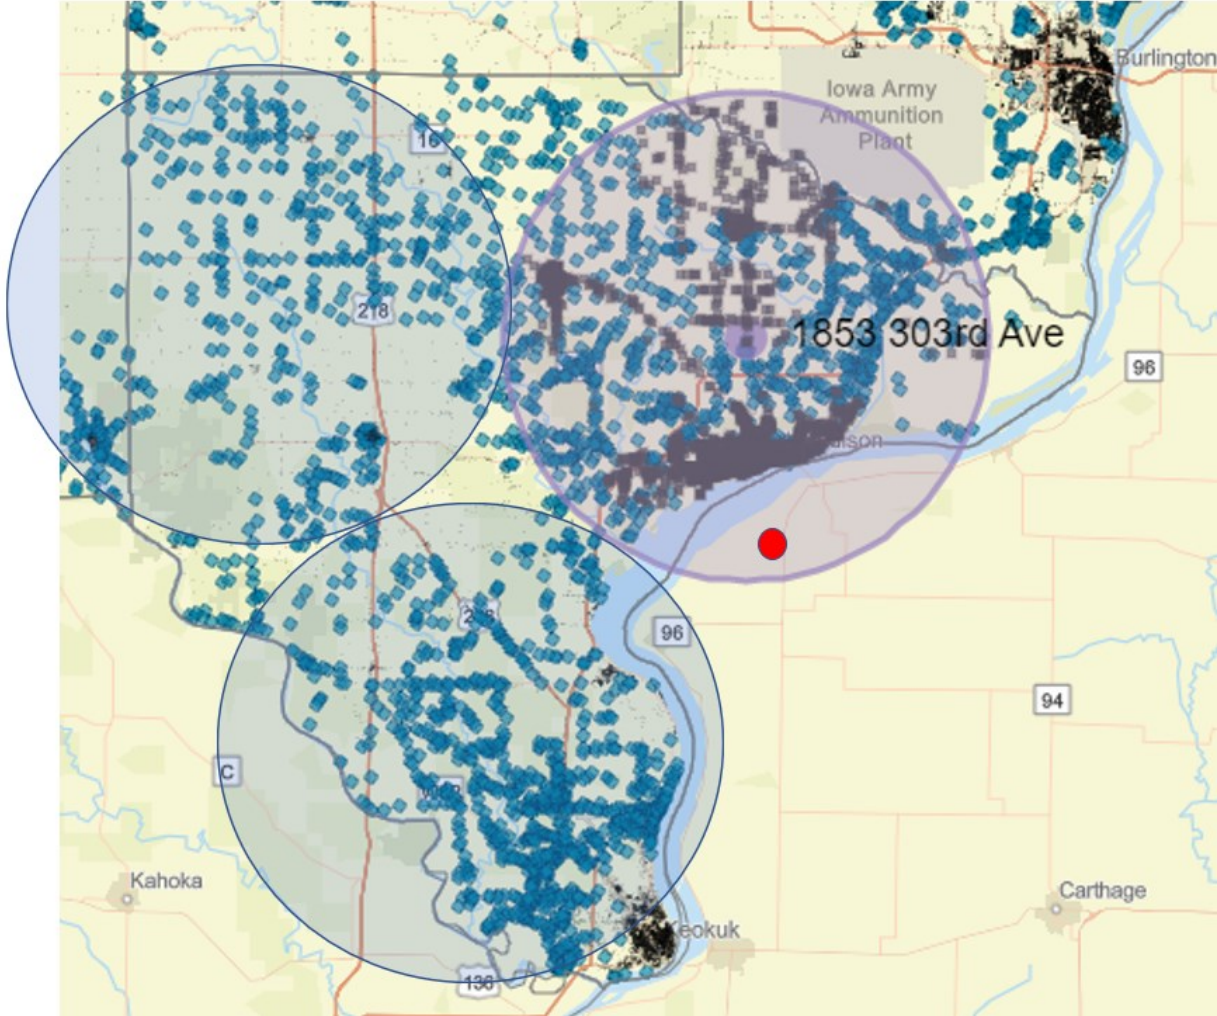 Burlington
Iowa Army
Ammunition
Plant
16
218
1853 303rd Ave
96
96
94
C
Kahoka
Carthage
Keokuk
136